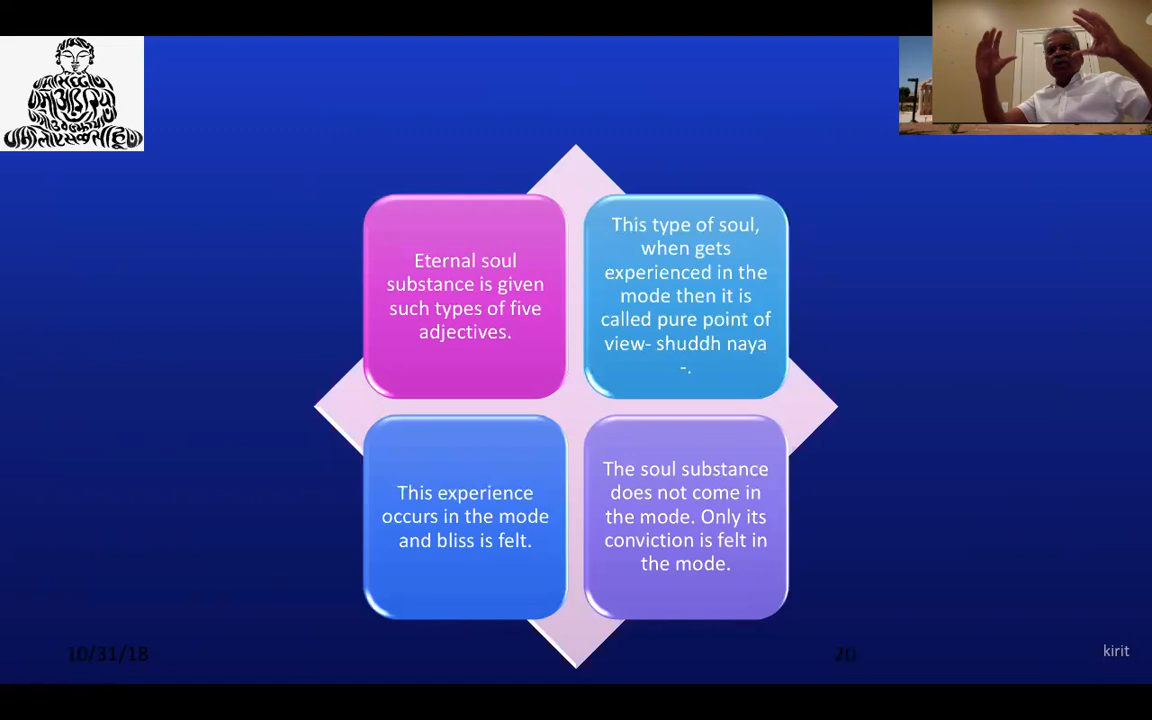 Eternal soul
substance is given
such types of five
adjectives.
This type of soul,
when gets
experienced in the
mode then it is
called pure point of
view- shuddh naya
-.
This experience
occurs in the mode
and bliss is felt.
The soul substance
does not come in
the mode. Only its
conviction is felt in
the mode.
10/31/18
20
kirit